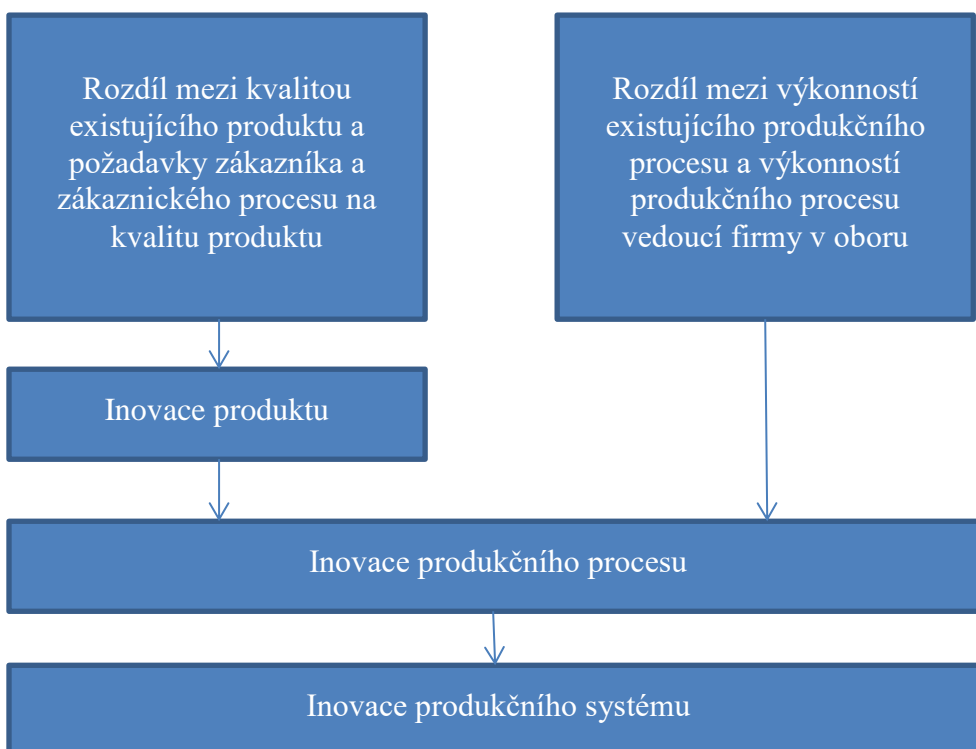 Rozdíl mezi kvalitou
existujícího produktu a
požadavky zákazníka a
zákaznického procesu na
kvalitu produktu
Rozdíl mezi výkonností
existujícího produkčního
procesu a výkonností
produkčního procesu
vedoucí firmy v oboru
Inovace produktu
Inovace produkčního procesu
Inovace produkčního systému